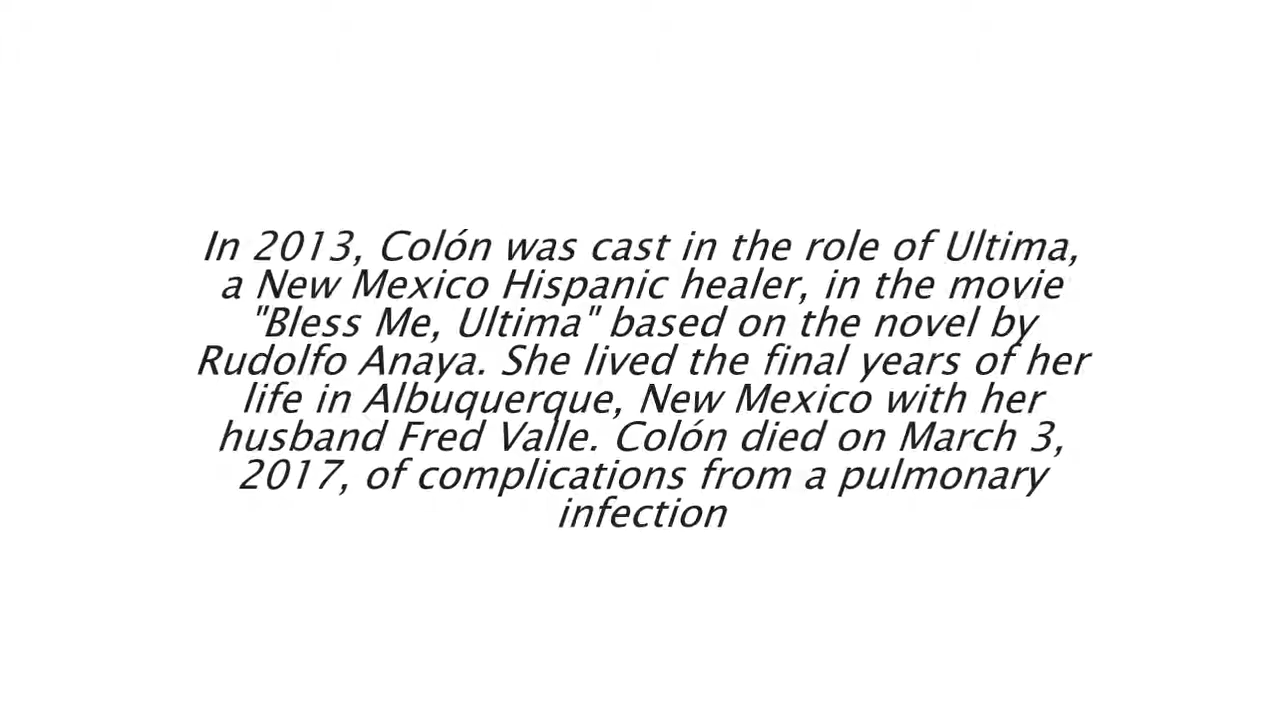 In 2013, Colón was cast in the role of Ultima,
a New Mexico Hispanic healer, in the movie
"Bless Me, Ultima" based on the novel by
Rudolfo Anaya. She lived the final years of her
life in Albuquerque, New Mexico with her
husband Fred Valle. Colón died on March 3,
2017, of complications from a pulmonary
infection